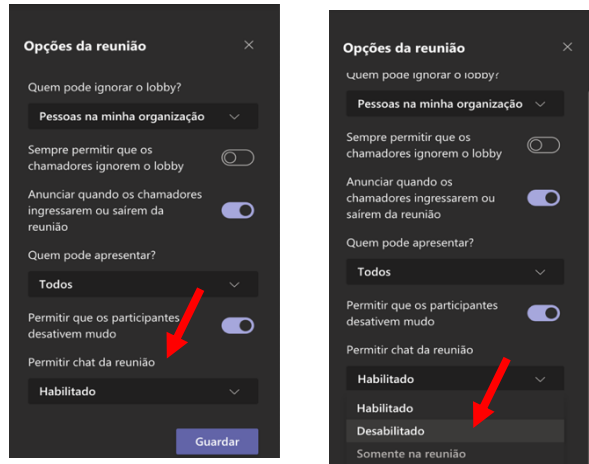 Opções da reunião
Quem pode ignorar o lobby?
Pessoas na minha organização
Sempre permitir que os
chamadores ignorem o lobby
Anunciar quando os chamadores
ingressarem ou saírem da
reunião
Quem pode apresentar?
Todos
Permitir que os participantes
desativem mudo
Permitir chat da reunião
Habilitado
Guardar
Opções da reunião
Quem pode ignorar o lobby?
Pessoas na minha organização
Sempre permitir que os
chamadores ignorem o lobby
Anunciar quando os
chamadores ingressarem ou
saírem da reunião
Quem pode apresentar?
Todos
Permitir que os participantes
desativem mudo
Permitir chat da reunião
Habilitado
Habilitado
Desabilitado
Somente na reunião